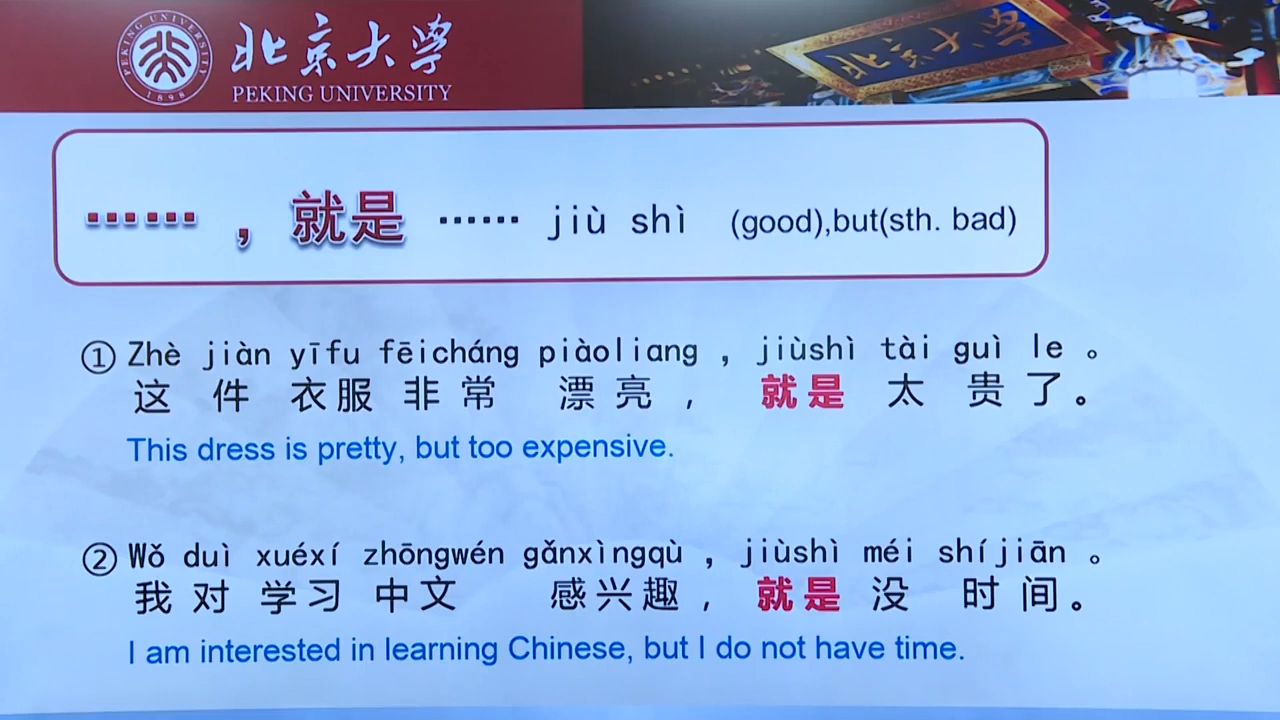 PEKING UNIVERSITY
1898
北京大学
PEKING UNIVERSITY
北京大学
……，就是…… jiù shì (good),but(sth. bad)
① Zhè jiàn yīfu fēicháng piàoliang , jiùshì tài guì le 。
这 件 衣服 非常 漂亮, 就是 太 贵了。
This dress is pretty, but too expensive.
② Wǒ duì xuéxí zhōngwén gǎnxìngqù , jiùshì méi shíjiān 。
我 对 学习 中文 感兴趣, 就是 没 时间。
I am interested in learning Chinese, but I do not have time.